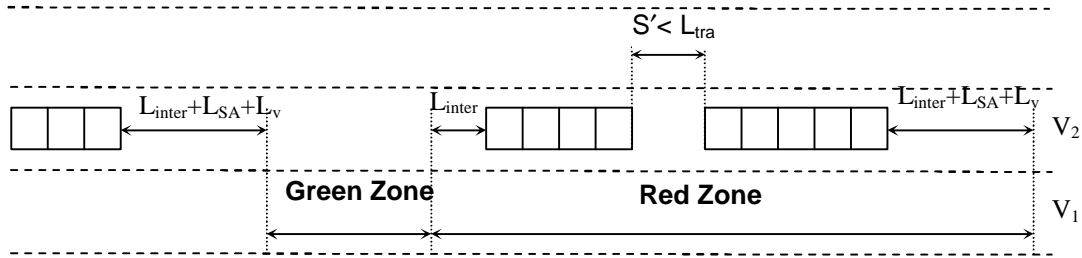 S′< Ltra
Linter+LSA+Lv
Linter
Linter+LSA+Lv
V2
Green Zone
Red Zone
V1